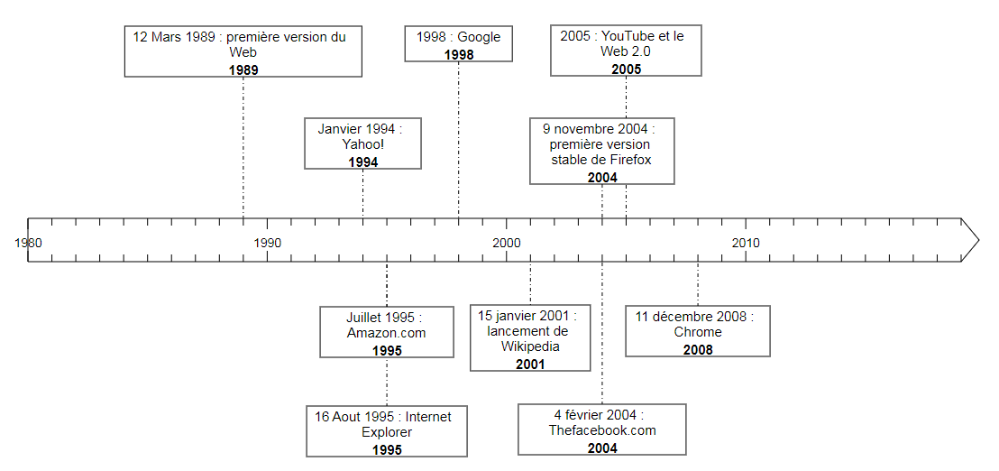 12 Mars 1989 : première version du
Web
1989
1998 : Google
1998
2005 : YouTube et le
Web 2.0
2005
Janvier 1994 :
Yahoo!
1994
9 novembre 2004 :
première version
stable de Firefox
2004
1980
1990
2000
2010
Juillet 1995 :
Amazon.com
1995
15 janvier 2001 :
lancement de
Wikipedia
2001
11 décembre 2008 :
Chrome
2008
16 Aout 1995 : Internet
Explorer
1995
4 février 2004 :
Thefacebook.com
2004